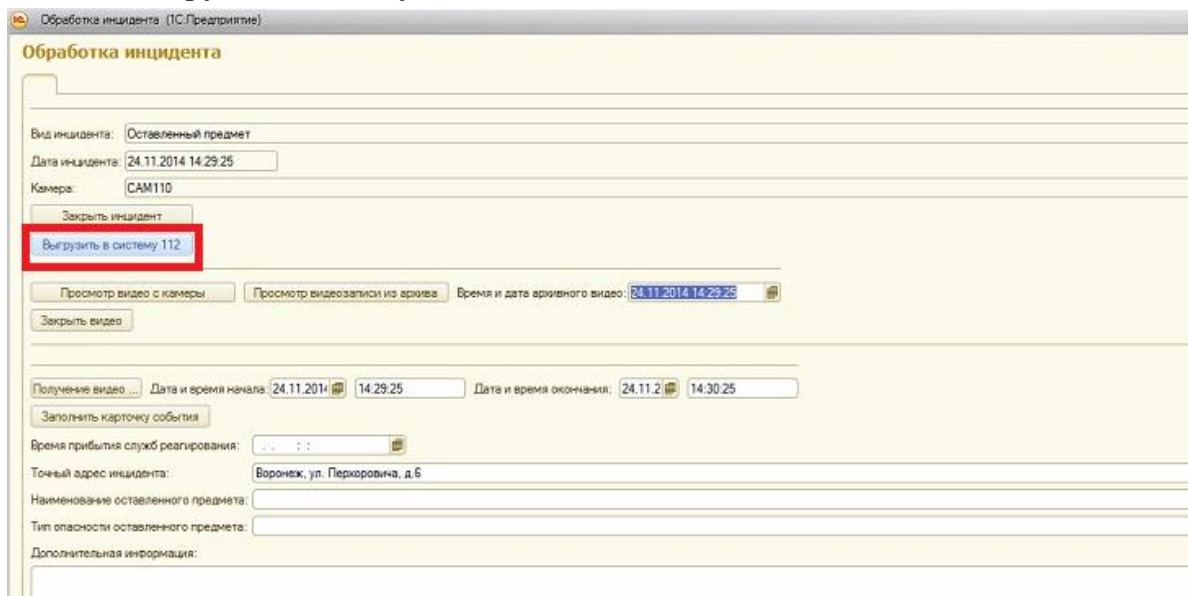 Обработка инцидента (1С:Предприятие)
Обработка инцидента
Вид инцидента: Оставленный предмет
Дата инцидента: 24.11.2014 14:29:25
Камера: CAM110
Закрыть инцидент
Выгрузить в систему 112
Просмотр видео с камеры Просмотр видеозаписи из архива Время и дата архивного видео: 24.11.2014 14:29:25
Закрыть видео
Получение видео ... Дата и время начала: 24.11.201 14:29:25 Дата и время окончания: 24.11.2 14:30:25
Заполнить карточку события
Время прибытия служб реагирования: . . : :
Точный адрес инцидента: Воронеж, ул. Перхоровича, д.6
Наименование оставленного предмета:
Тип опасности оставленного предмета:
Дополнительная информация: